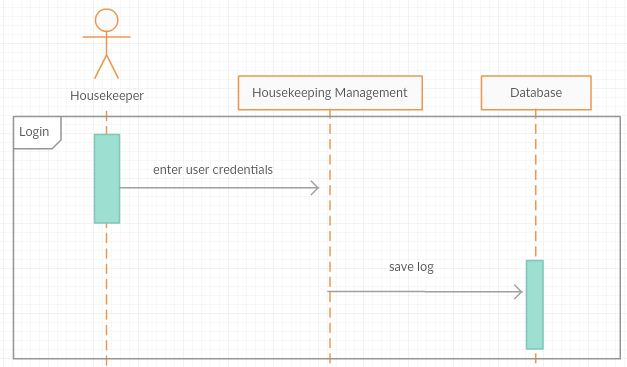 Housekeeper
Housekeeping Management
Database
Login
enter user credentials
save log